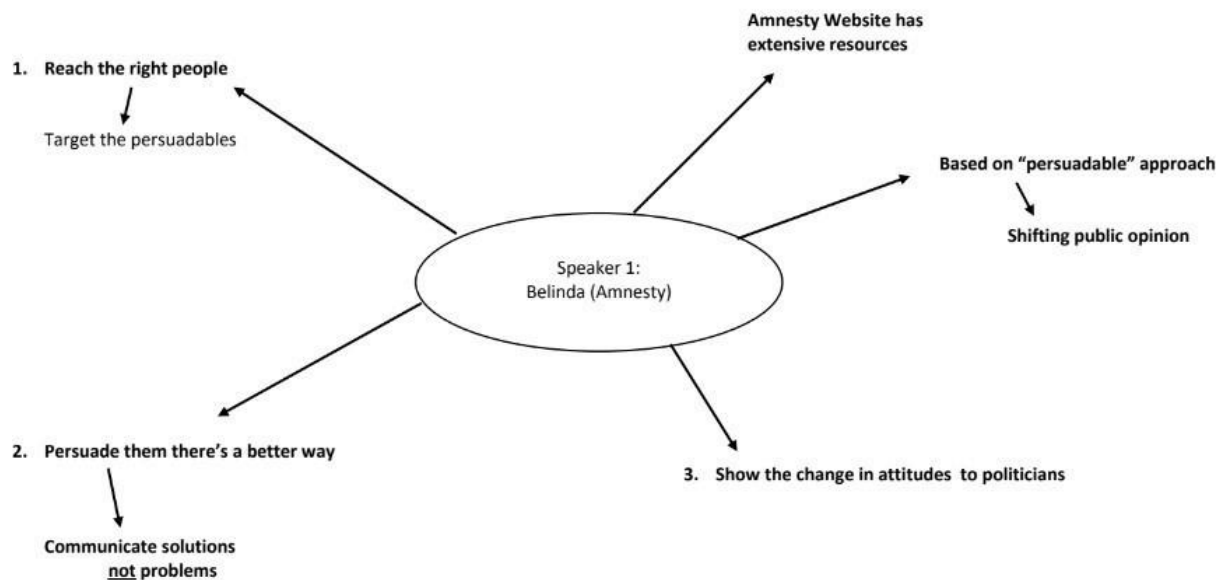 Amnesty Website has
extensive resources
1. Reach the right people
Target the persuadables
Based on “persuadable” approach
Shifting public opinion
Speaker 1:
Belinda (Amnesty)
2. Persuade them there’s a better way
Communicate solutions
not problems
3. Show the change in attitudes to politicians